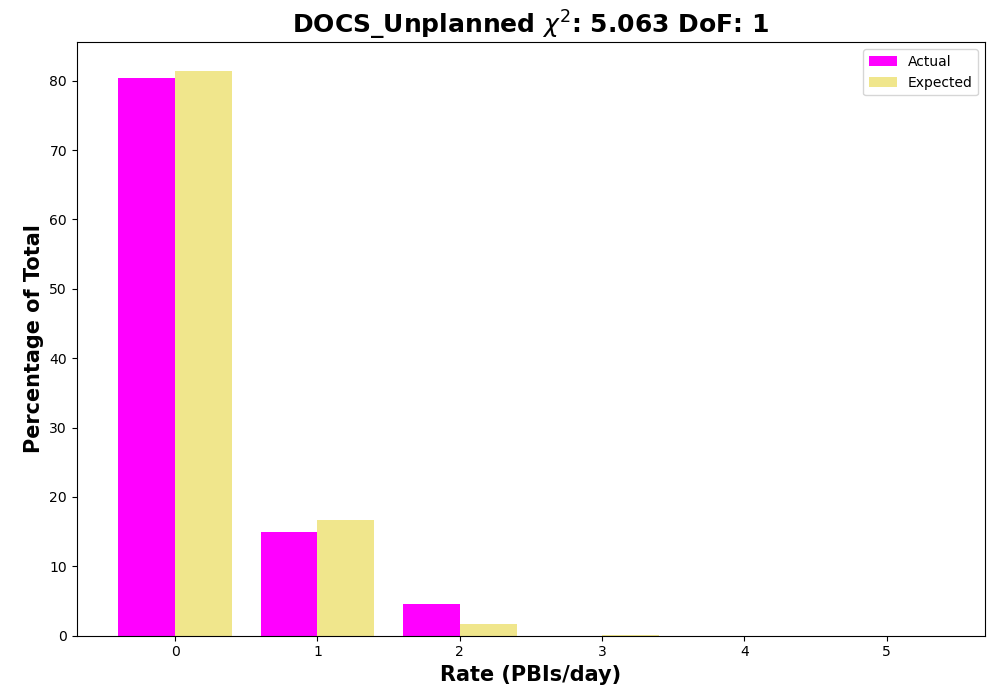 DOCS_Unplanned χ²: 5.063 DoF: 1
Actual
Expected
Percentage of Total
80
70
60
50
40
30
20
10
0
0 1 2 3 4 5
Rate (PBIs/day)